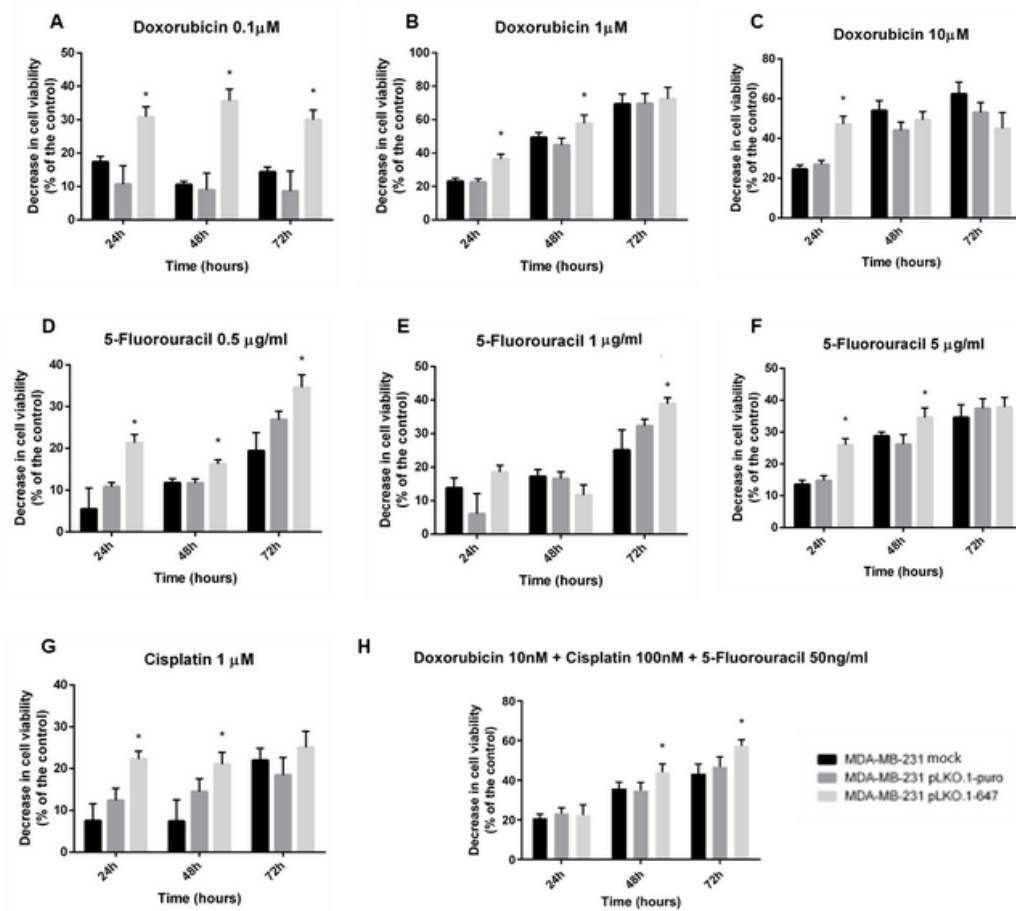 A
Doxorubicin 0.1μM
Decrease in cell viability
(% of the control)
50
40
30
20
10
0
*
*
*
24h
48h
72h
Time (hours)
B
Doxorubicin 1μM
Decrease in cell viability
(% of the control)
100
80
60
40
20
0
*
*
24h
48h
72h
Time (hours)
C
Doxorubicin 10μM
Decrease in cell viability
(% of the control)
80
60
40
20
0
*
24h
48h
72h
Time (hours)
D
5-Fluorouracil 0.5 μg/ml
Decrease in cell viability
(% of the control)
40
30
20
10
0
*
*
*
24h
48h
72h
Time (hours)
E
5-Fluorouracil 1 μg/ml
Decrease in cell viability
(% of the control)
50
40
30
20
10
0
*
24h
48h
72h
Time (hours)
F
5-Fluorouracil 5 μg/ml
Decrease in cell viability
(% of the control)
50
40
30
20
10
0
*
*
24h
48h
72h
Time (hours)
G
Cisplatin 1 μM
Decrease in cell viability
(% of the control)
40
30
20
10
0
*
*
24h
48h
72h
Time (hours)
H
Doxorubicin 10nM + Cisplatin 100nM + 5-Fluorouracil 50ng/ml
Decrease in cell viability
(% of the control)
80
60
40
20
0
*
*
24h
48h
72h
Time (hours)
MDA-MB-231 mock
MDA-MB-231 pLKO.1-puro
MDA-MB-231 pLKO.1-647